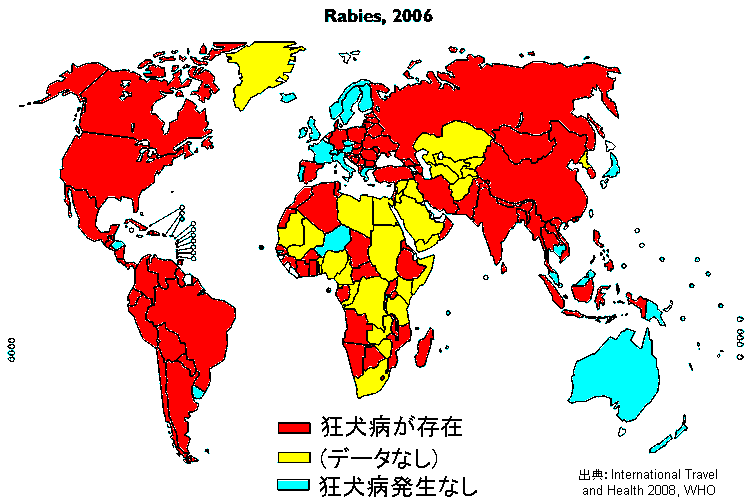 Rabies, 2006
狂犬病が存在
(データなし)
狂犬病発生なし
出典: International Travel
and Health 2008, WHO